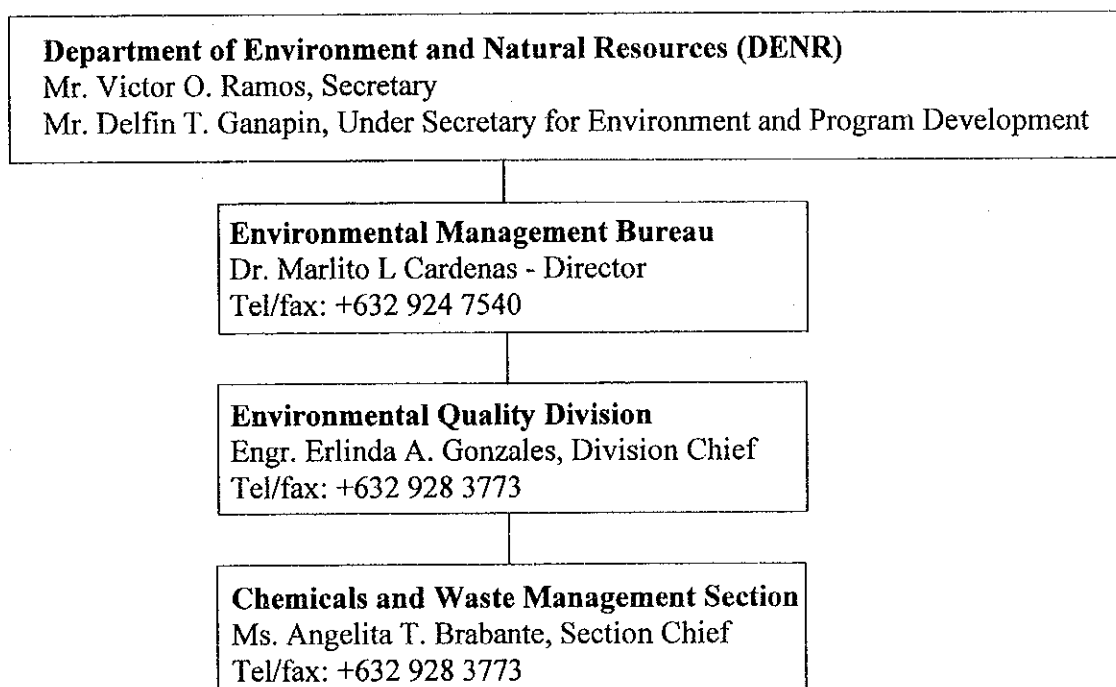 Department of Environment and Natural Resources (DENR)
Mr. Victor O. Ramos, Secretary
Mr. Delfin T. Ganapin, Under Secretary for Environment and Program Development
Environmental Management Bureau
Dr. Marlito L Cardenas - Director
Tel/fax: +632 924 7540
Environmental Quality Division
Engr. Erlinda A. Gonzales, Division Chief
Tel/fax: +632 928 3773
Chemicals and Waste Management Section
Ms. Angelita T. Brabante, Section Chief
Tel/fax: +632 928 3773